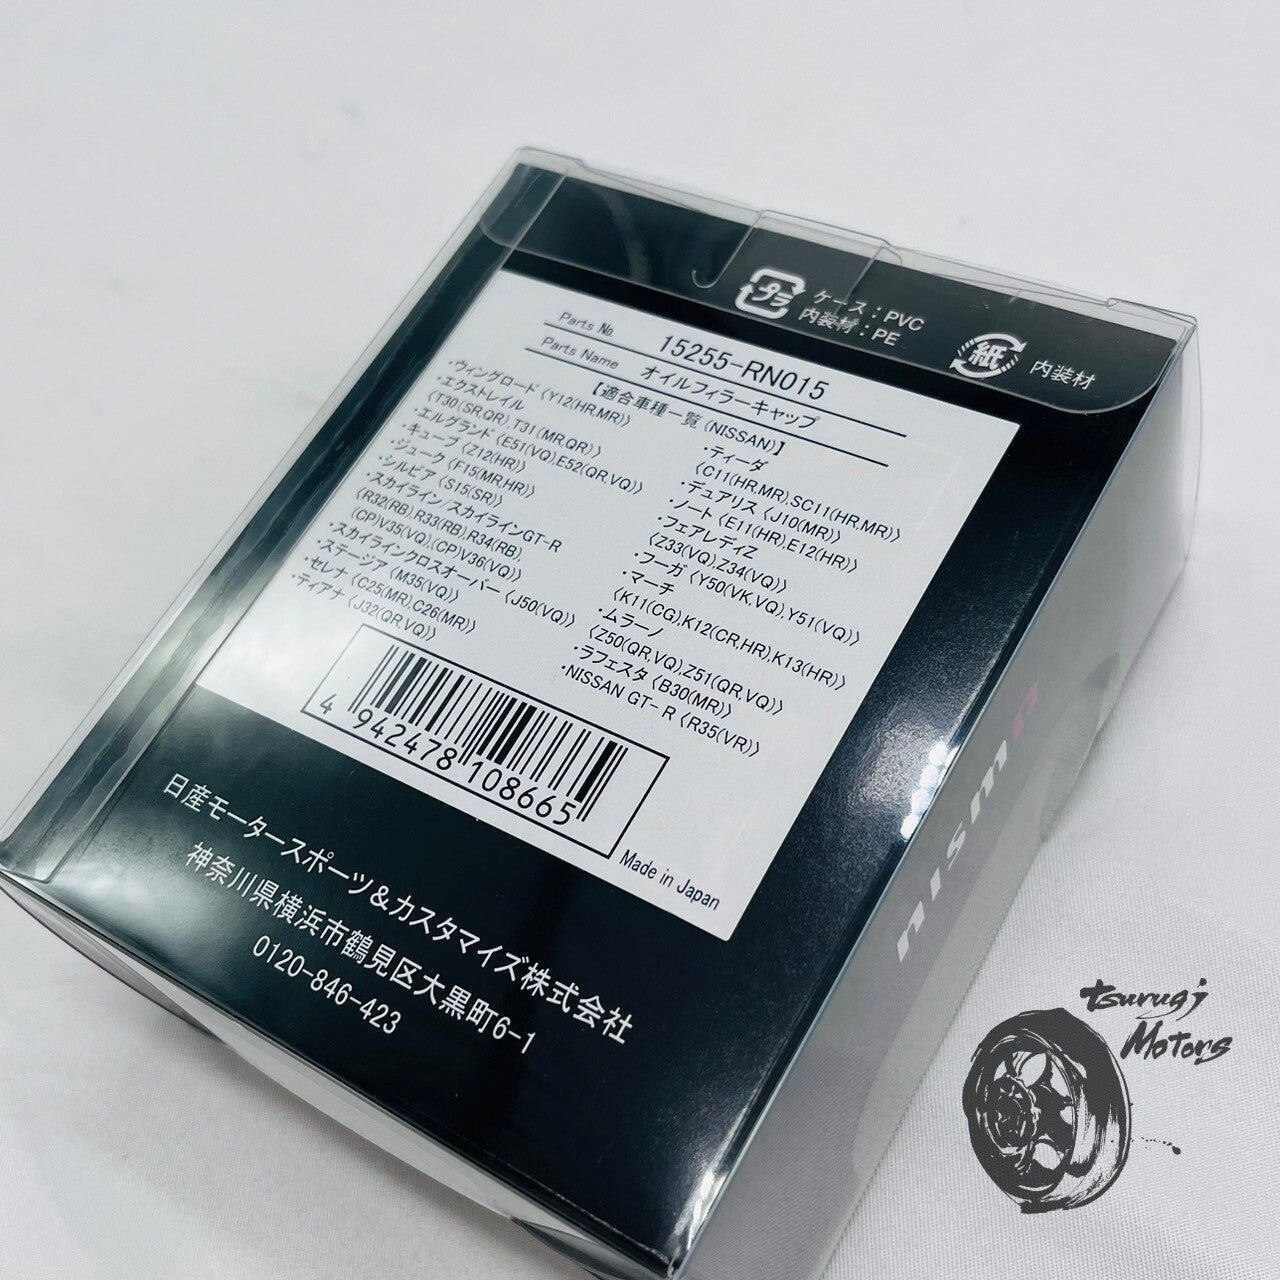 プラ
ケース：PVC
内装材：PE
紙
内装材
Parts № 15255-RN015
Parts Name オイルフィラーキャップ
【適合車種一覧(NISSAN)】
・ウィングロード〈Y12(HR,MR)〉
・エクストレイル
〈T30(SR,QR),T31(MR,QR)〉
・エルグランド〈E51(VQ),E52(QR,VQ)〉
・キューブ〈Z12(HR)〉
・ジューク〈F15(MR,HR)〉
・シルビア〈S15(SR)〉
・スカイライン/スカイラインGT-R
〈R32(RB),R33(RB),R34(RB),
(CP)V35(VQ),(CP)V36(VQ)〉
・スカイラインクロスオーバー〈J50(VQ)〉
・ステージア〈M35(VQ)〉
・セレナ〈C25(MR),C26(MR)〉
・ティアナ〈J32(QR,VQ)〉
・ティーダ
〈C11(HR,MR),SC11(HR,MR)〉
・デュアリス〈J10(MR)〉
・ノート〈E11(HR),E12(HR)〉
・フェアレディZ
〈Z33(VQ),Z34(VQ)〉
・フーガ〈Y50(VK,VQ),Y51(VQ)〉
・マーチ
〈K11(CG),K12(CR,HR),K13(HR)〉
・ムラーノ
〈Z50(QR,VQ),Z51(QR,VQ)〉
・ラフェスタ〈B30(MR)〉
・NISSAN GT-R〈R35(VR)〉
4 942478 108665
Made in Japan
日産モータースポーツ&カスタマイズ株式会社
神奈川県横浜市鶴見区大黒町6-1
0120-846-423
nismo
Tsurugi
Motors